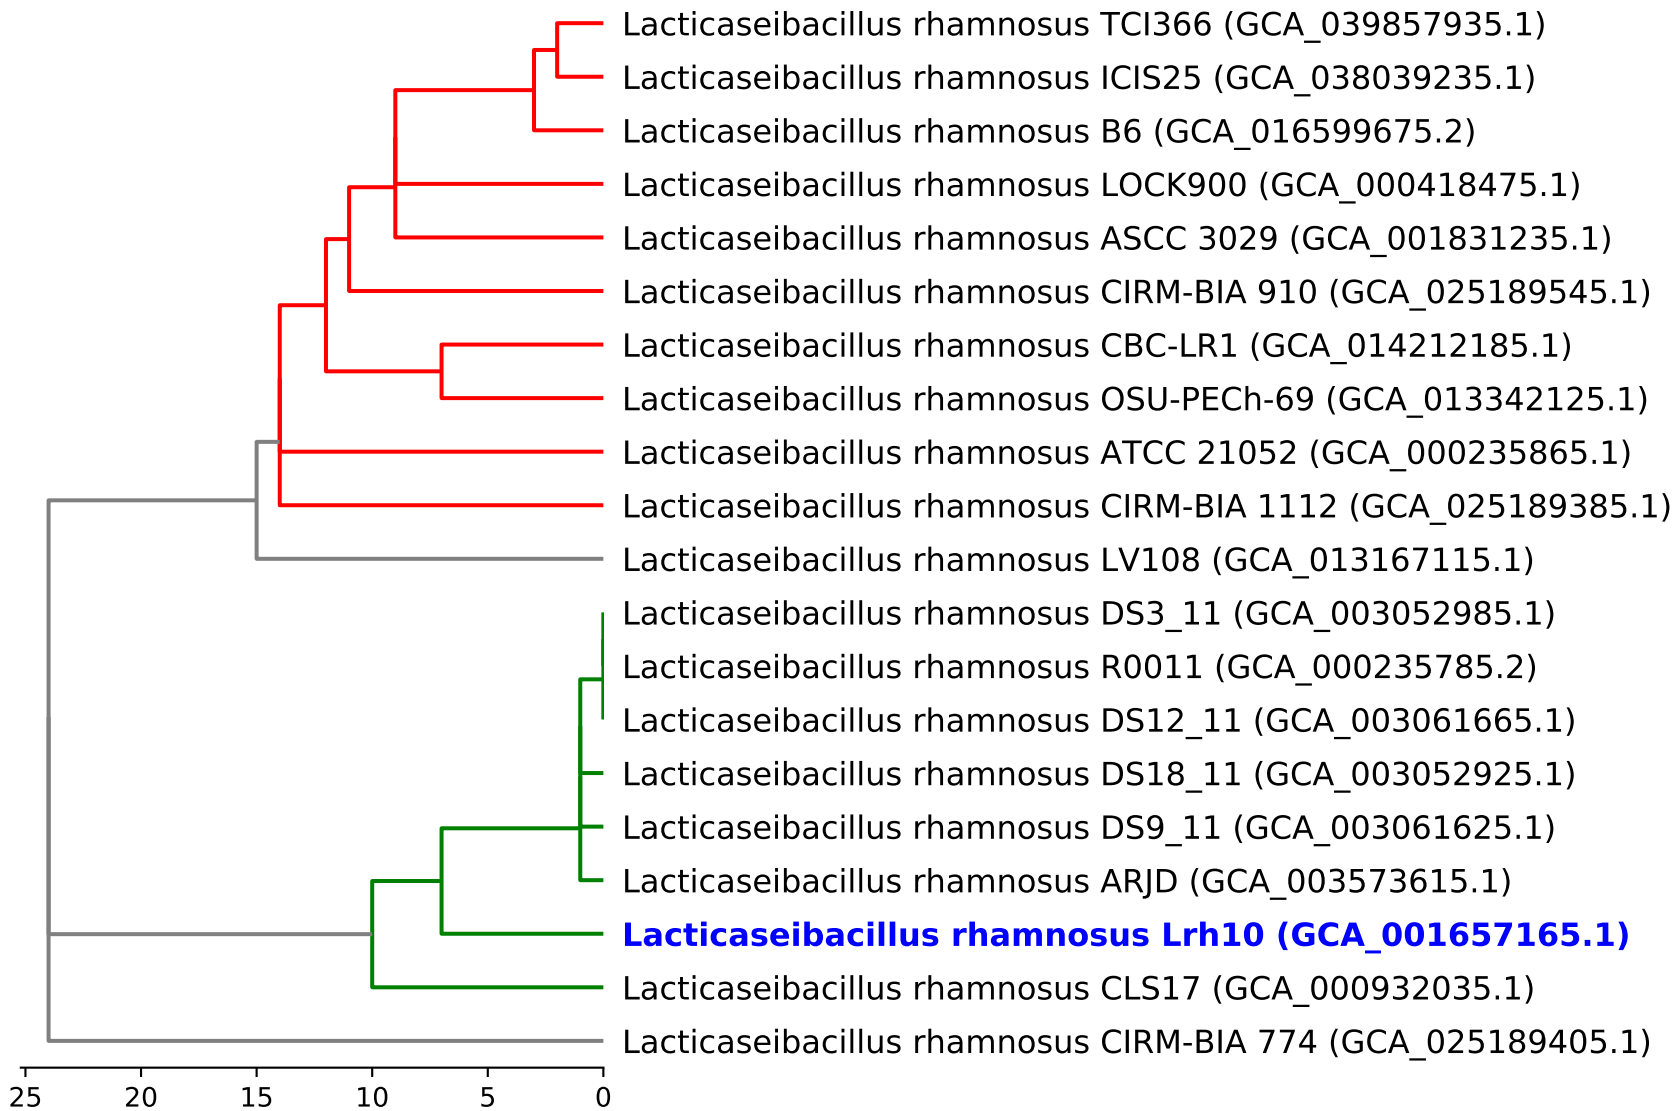 Lacticaseibacillus rhamnosus TCI366 (GCA_039857935.1)
Lacticaseibacillus rhamnosus ICIS25 (GCA_038039235.1)
Lacticaseibacillus rhamnosus B6 (GCA_016599675.2)
Lacticaseibacillus rhamnosus LOCK900 (GCA_000418475.1)
Lacticaseibacillus rhamnosus ASCC 3029 (GCA_001831235.1)
Lacticaseibacillus rhamnosus CIRM-BIA 910 (GCA_025189545.1)
Lacticaseibacillus rhamnosus CBC-LR1 (GCA_014212185.1)
Lacticaseibacillus rhamnosus OSU-PECh-69 (GCA_013342125.1)
Lacticaseibacillus rhamnosus ATCC 21052 (GCA_000235865.1)
Lacticaseibacillus rhamnosus CIRM-BIA 1112 (GCA_025189385.1)
Lacticaseibacillus rhamnosus LV108 (GCA_013167115.1)
Lacticaseibacillus rhamnosus DS3_11 (GCA_003052985.1)
Lacticaseibacillus rhamnosus R0011 (GCA_000235785.2)
Lacticaseibacillus rhamnosus DS12_11 (GCA_003061665.1)
Lacticaseibacillus rhamnosus DS18_11 (GCA_003052925.1)
Lacticaseibacillus rhamnosus DS9_11 (GCA_003061625.1)
Lacticaseibacillus rhamnosus ARJD (GCA_003573615.1)
Lacticaseibacillus rhamnosus Lrh10 (GCA_001657165.1)
Lacticaseibacillus rhamnosus CLS17 (GCA_000932035.1)
Lacticaseibacillus rhamnosus CIRM-BIA 774 (GCA_025189405.1)
25 20 15 10 5 0